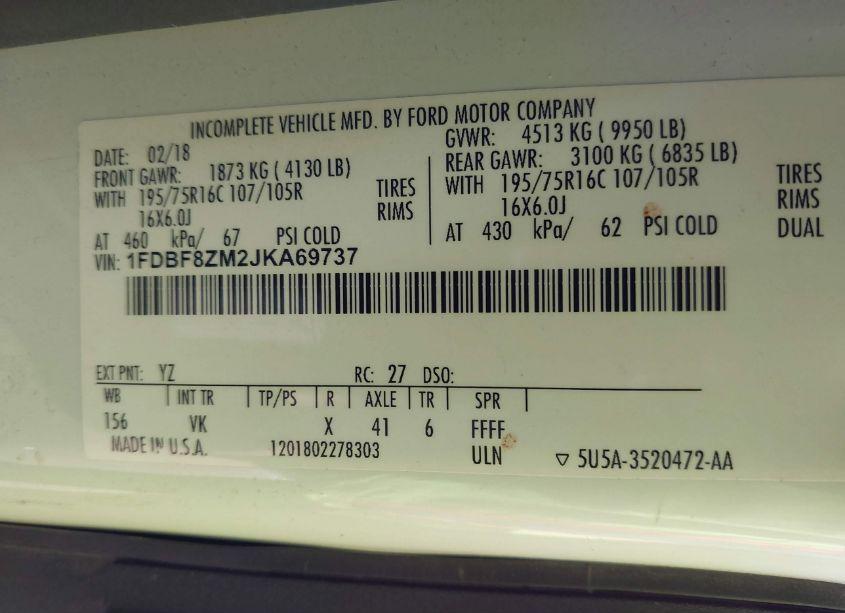 INCOMPLETE VEHICLE MFD. BY FORD MOTOR COMPANY
DATE: 02/18 GVWR: 4513 KG ( 9950 LB)
FRONT GAWR: 1873 KG ( 4130 LB) REAR GAWR: 3100 KG ( 6835 LB)
WITH 195/75R16C 107/105R TIRES WITH 195/75R16C 107/105R TIRES
16X6.0J RIMS 16X6.0J RIMS
AT 460 kPa/ 67 PSI COLD AT 430 kPa/ 62 PSI COLD DUAL
VIN: 1FDBF8ZM2JKA69737
EXT PNT: YZ RC: 27 DSO:
WB INT TR TP/PS R AXLE TR SPR
156 VK X 41 6 FFFF
MADE IN U.S.A. 1201802278303 ULN ▽ 5U5A-3520472-AA